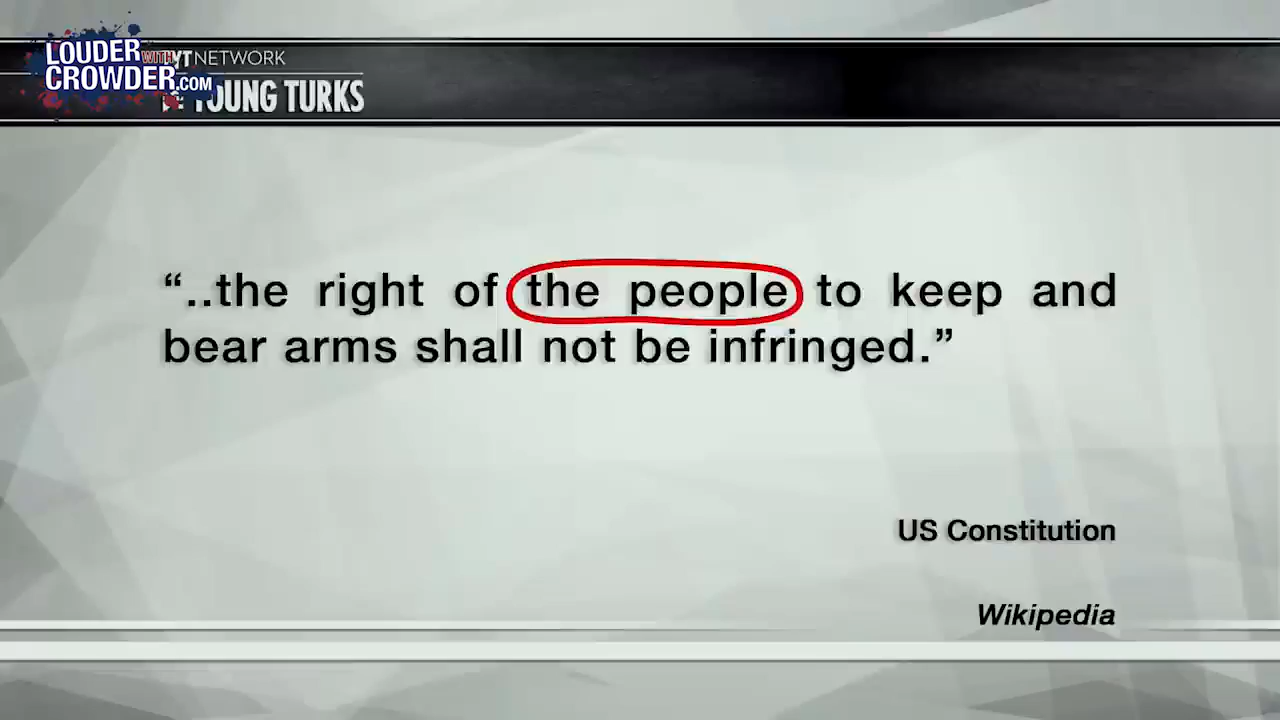 LOUDER
WITH
CROWDER.COM
YT NETWORK
YOUNG TURKS
“..the right of the people to keep and
bear arms shall not be infringed.”
US Constitution
Wikipedia